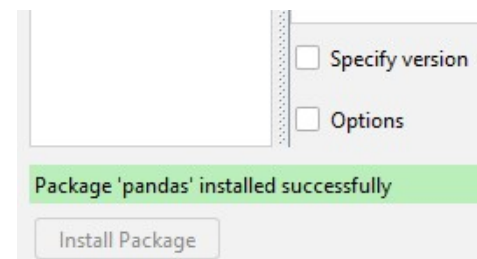 Specify version
Options
Package 'pandas' installed successfully
Install Package